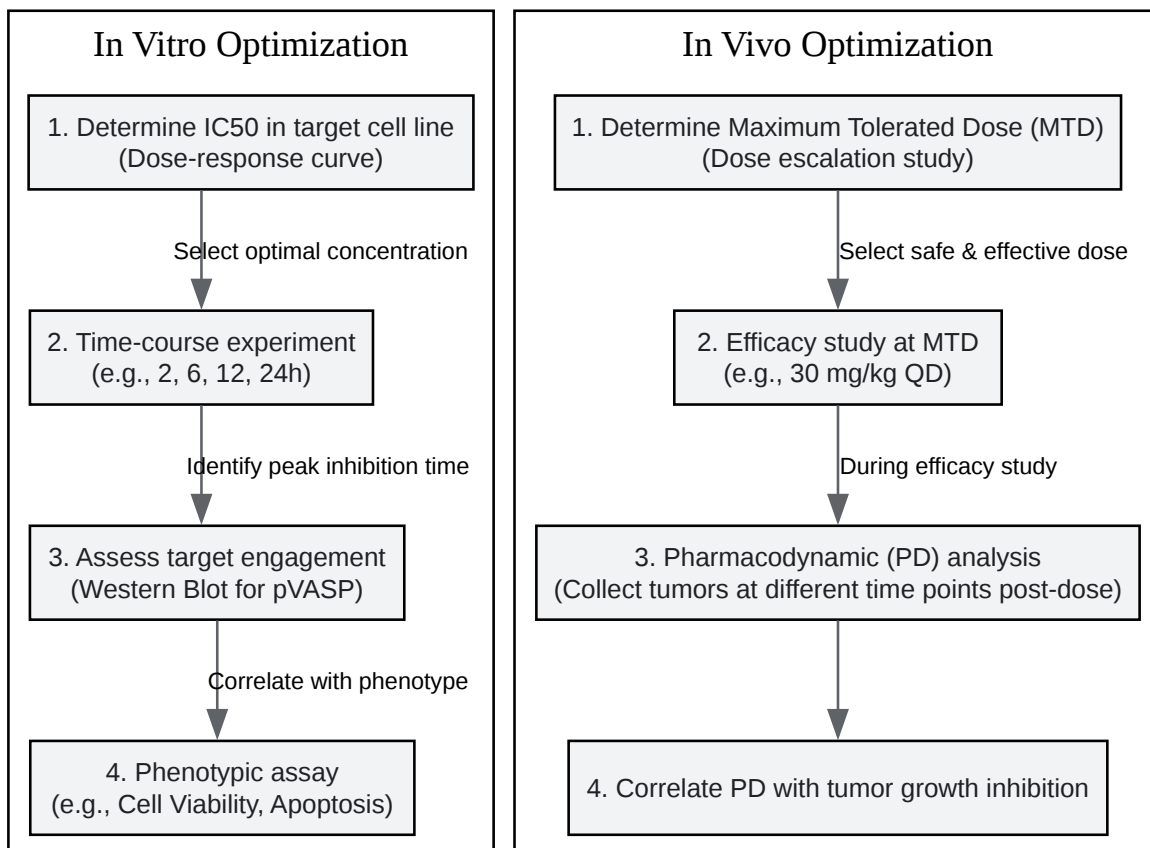 In Vitro Optimization
1. Determine IC50 in target cell line
(Dose-response curve)
Select optimal concentration
2. Time-course experiment
(e.g., 2, 6, 12, 24h)
Identify peak inhibition time
3. Assess target engagement
(Western Blot for pVASP)
Correlate with phenotype
4. Phenotypic assay
(e.g., Cell Viability, Apoptosis)
In Vivo Optimization
1. Determine Maximum Tolerated Dose (MTD)
(Dose escalation study)
Select safe & effective dose
2. Efficacy study at MTD
(e.g., 30 mg/kg QD)
During efficacy study
3. Pharmacodynamic (PD) analysis
(Collect tumors at different time points post-dose)
4. Correlate PD with tumor growth inhibition